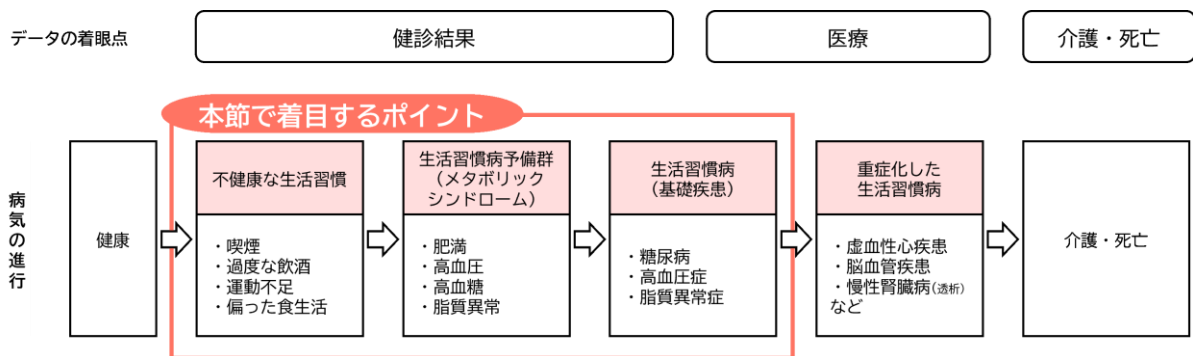 データの着眼点
健診結果
医療
介護・死亡
本節で着目するポイント
病気の進行
健康
不健康な生活習慣
・喫煙
・過度な飲酒
・運動不足
・偏った食生活
生活習慣病予備群
（メタボリック
シンドローム）
・肥満
・高血圧
・高血糖
・脂質異常
生活習慣病
（基礎疾患）
・糖尿病
・高血圧症
・脂質異常症
重症化した
生活習慣病
・虚血性心疾患
・脳血管疾患
・慢性腎臓病（透析）
など
介護・死亡